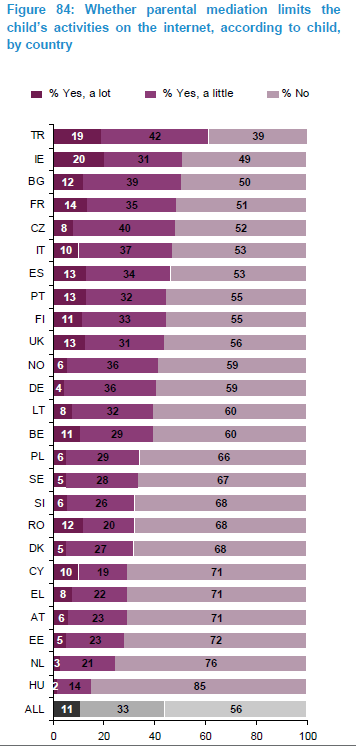 Figure 84: Whether parental mediation limits the
child's activities on the internet, according to child,
by country
% Yes, a lot % Yes, a little % No
TR 19 42 39
IE 20 31 49
BG 12 39 50
FR 14 35 51
CZ 8 40 52
IT 10 37 53
ES 13 34 53
PT 13 32 55
FI 11 33 55
UK 13 31 56
NO 6 36 59
DE 4 36 59
LT 8 32 60
BE 11 29 60
PL 6 29 66
SE 5 28 67
SI 6 26 68
RO 12 20 68
DK 5 27 68
CY 10 19 71
EL 8 22 71
AT 6 23 71
EE 5 23 72
NL 3 21 76
HU 2 14 85
ALL 11 33 56
0 20 40 60 80 100